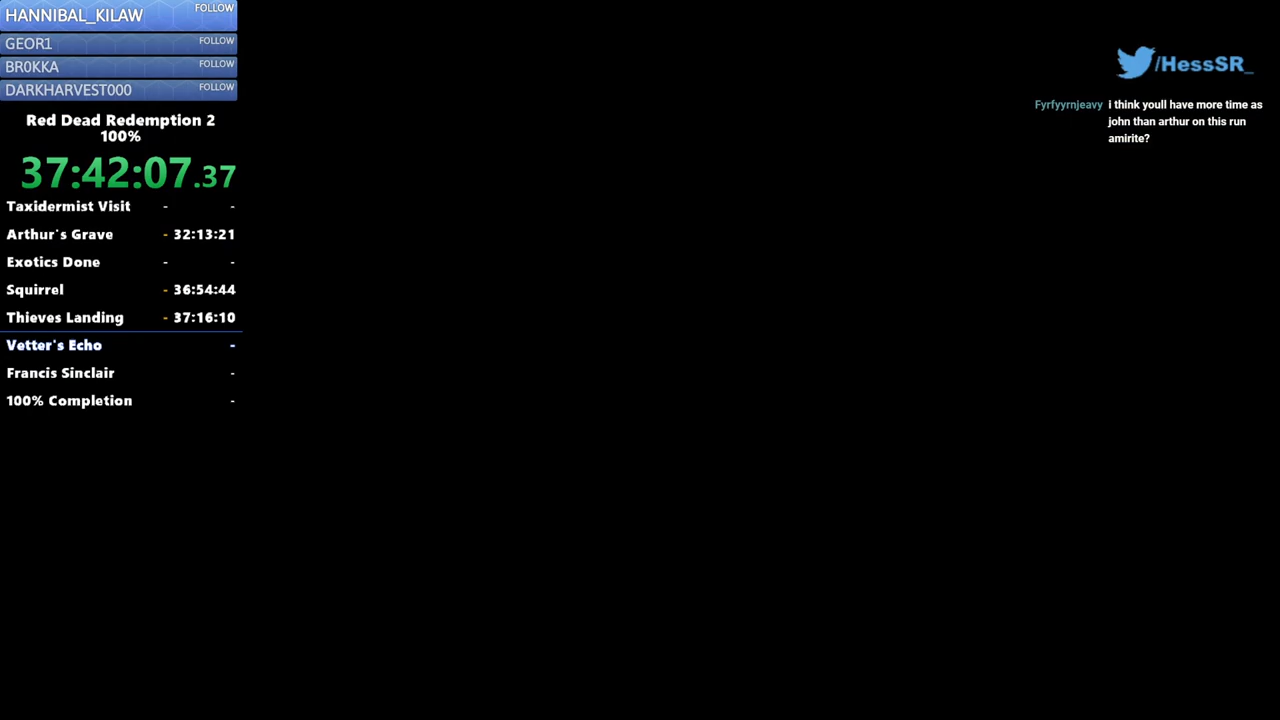 HANNIBAL_KILAW FOLLOW
GEOR1 FOLLOW
BR0KKA FOLLOW
DARKHARVEST000 FOLLOW
Red Dead Redemption 2
100%
37:42:07.37
Taxidermist Visit - -
Arthur's Grave - 32:13:21
Exotics Done - -
Squirrel - 36:54:44
Thieves Landing - 37:16:10
Vetter's Echo -
Francis Sinclair -
100% Completion -
/HessSR_
Fyrfyyrnjeavy i think youll have more time as
john than arthur on this run
amirite?